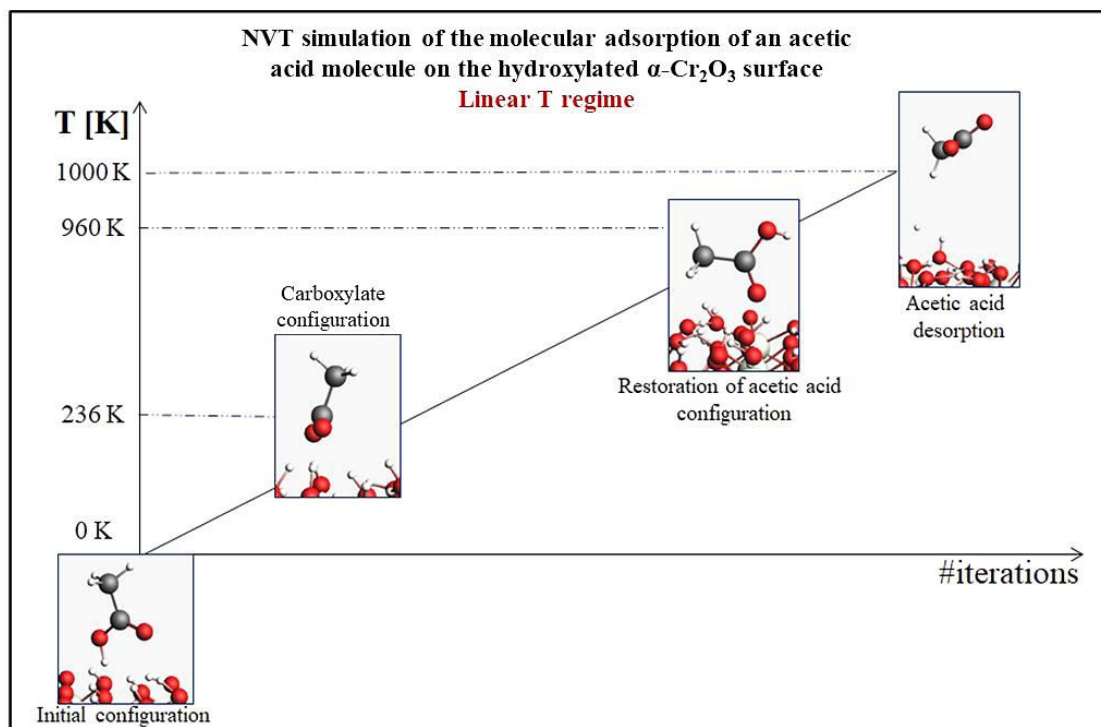 NVT simulation of the molecular adsorption of an acetic
acid molecule on the hydroxylated α-Cr₂O₃ surface
Linear T regime
T [K]
1000 K
960 K
Acetic acid
desorption
Carboxylate
configuration
Restoration of acetic acid
configuration
236 K
0 K
#iterations
Initial configuration